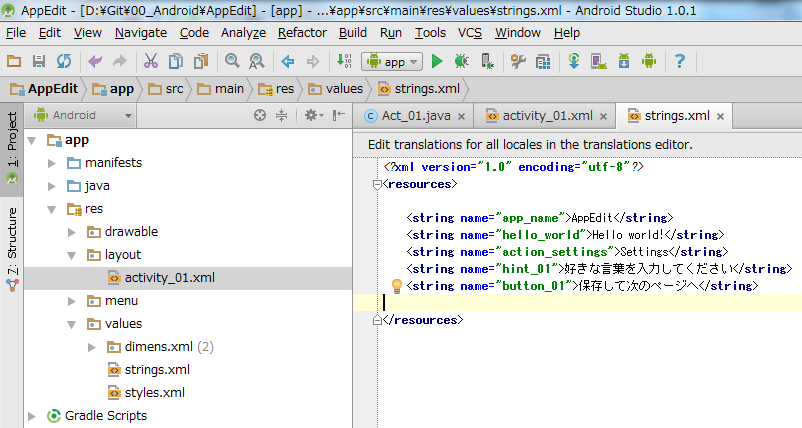 AppEdit - [D:¥Git¥00_Android¥AppEdit] - [app] - ...¥app¥src¥main¥res¥values¥strings.xml - Android Studio 1.0.1
File Edit View Navigate Code Analyze Refactor Build Run Tools VCS Window Help
app
AppEdit app src main res values strings.xml
1: Project
7: Structure
Android
app
manifests
java
res
drawable
layout
activity_01.xml
menu
values
dimens.xml (2)
strings.xml
styles.xml
Gradle Scripts
Act_01.java × activity_01.xml × strings.xml ×
Edit translations for all locales in the translations editor.
<?xml version="1.0" encoding="utf-8"?>
<resources>
<string name="app_name">AppEdit</string>
<string name="hello_world">Hello world!</string>
<string name="action_settings">Settings</string>
<string name="hint_01">好きな言葉を入力してください</string>
<string name="button_01">保存して次のページへ</string>
</resources>